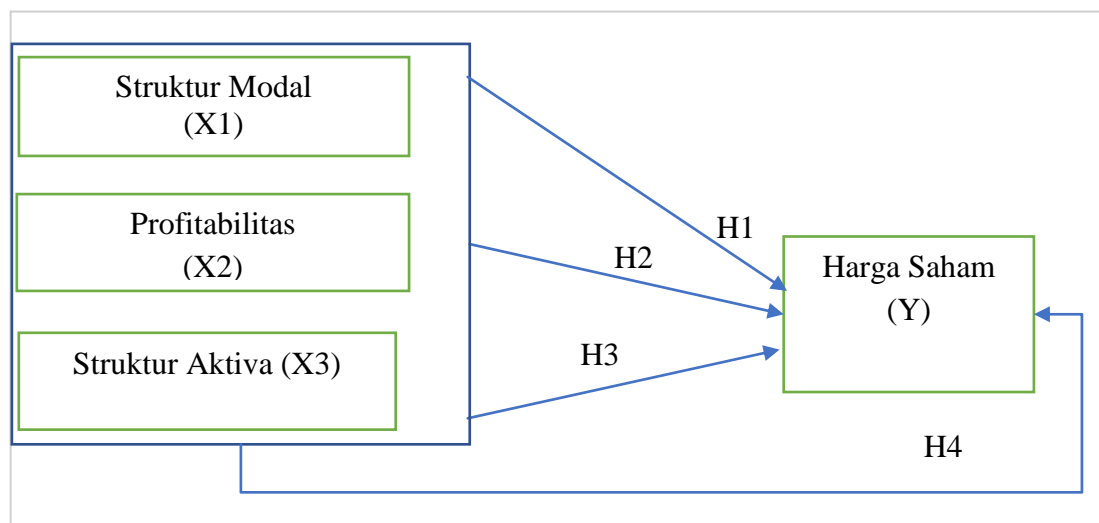 Struktur Modal
(X1)
Profitabilitas
(X2)
Struktur Aktiva (X3)
H1
H2
H3
Harga Saham
(Y)
H4